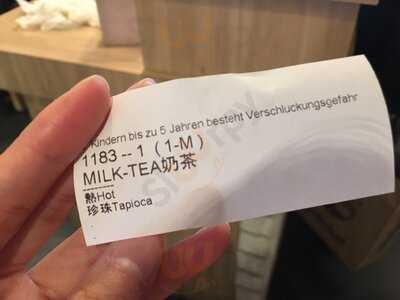 Kindern bis zu 5 Jahren besteht Verschluckungsgefahr
1183 -- 1 (1-M)
MILK-TEA奶茶
--------
熱Hot
珍珠Tapioca